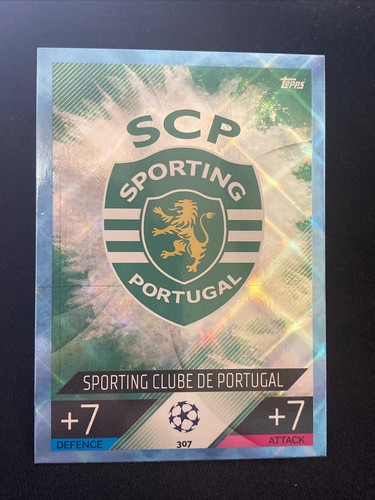 topps
SCP
SPORTING
PORTUGAL
SPORTING CLUBE DE PORTUGAL
+7
+7
DEFENCE
307
ATTACK